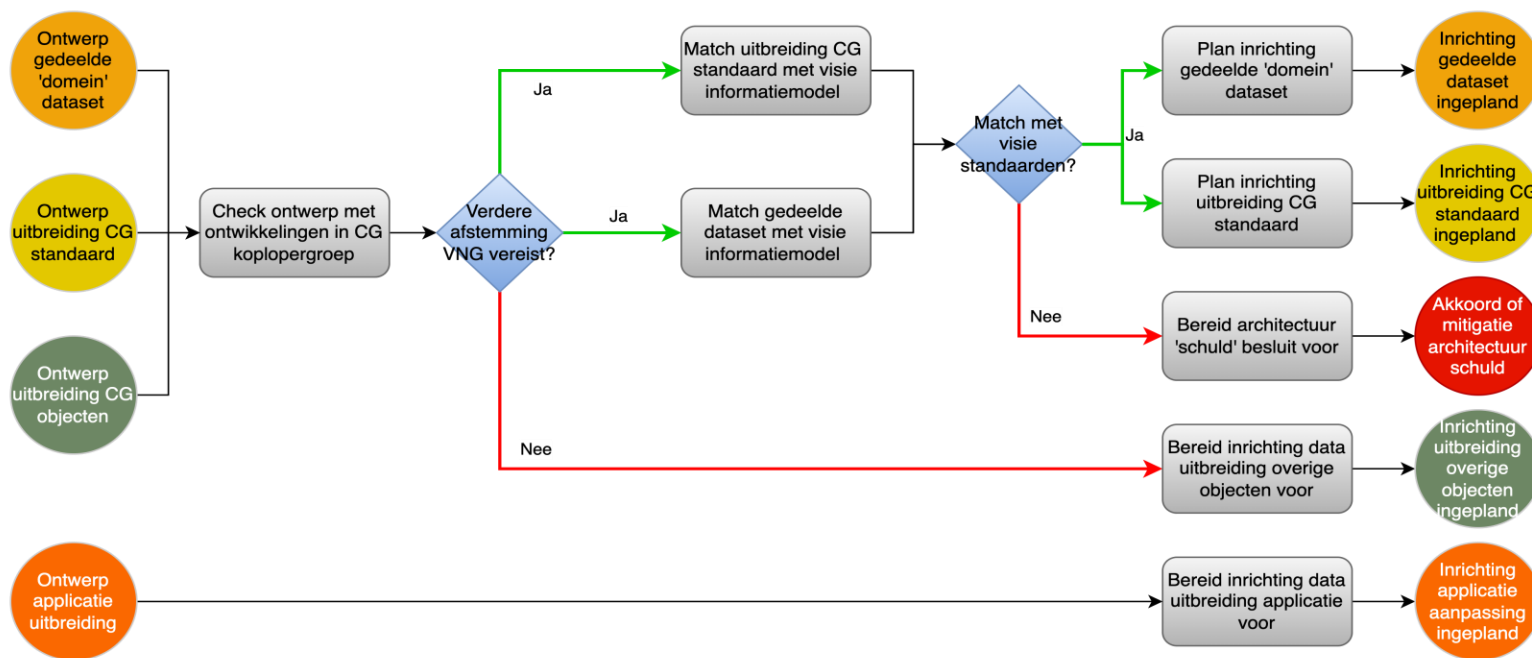 Ontwerp
gedeelde
'domein'
dataset
Ontwerp
uitbreiding CG
standaard
Ontwerp
uitbreiding CG
objecten
Ontwerp
applicatie
uitbreiding
Check ontwerp met
ontwikkelingen in CG
koplopergroep
Verdere
afstemming
VNG vereist?
Ja
Ja
Nee
Match uitbreiding CG
standaard met visie
informatiemodel
Match gedeelde
dataset met visie
informatiemodel
Match met
visie
standaarden?
Ja
Nee
Plan inrichting
gedeelde 'domein'
dataset
Plan inrichting
uitbreiding CG
standaard
Bereid architectuur
'schuld' besluit voor
Bereid inrichting data
uitbreiding overige
objecten voor
Bereid inrichting data
uitbreiding applicatie
voor
Inrichting
gedeelde
dataset
ingepland
Inrichting
uitbreiding CG
standaard
ingepland
Akkoord of
mitigatie
architectuur
schuld
Inrichting
uitbreiding
overige
objecten
ingepland
Inrichting
applicatie
aanpassing
ingepland